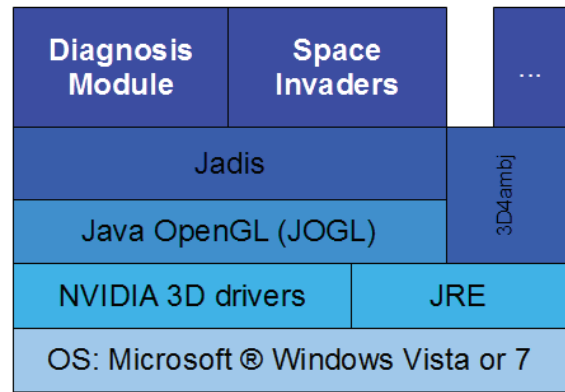 Diagnosis
Module
Space
Invaders
...
Jadis
3D4ambj
Java OpenGL (JOGL)
NVIDIA 3D drivers
JRE
OS: Microsoft ® Windows Vista or 7